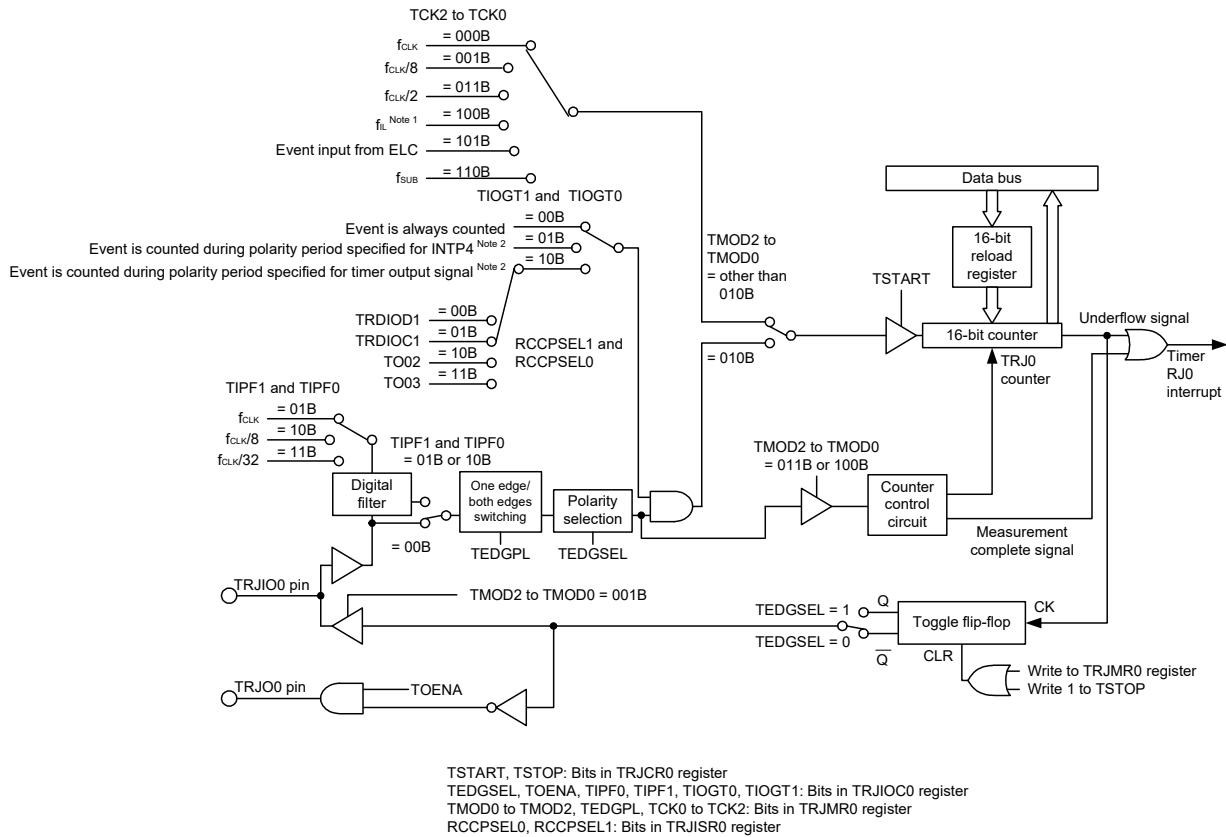 TCK2 to TCK0
fCLK
= 000B
fCLK/8
= 001B
fCLK/2
= 011B
fIL Note 1
= 100B
Event input from ELC
= 101B
fSUB
= 110B
TIOGT1 and TIOGT0
Event is always counted
= 00B
Event is counted during polarity period specified for INTP4 Note 2
= 01B
Event is counted during polarity period specified for timer output signal Note 2
= 10B
TRDIOD1
= 00B
TRDIOC1
= 01B
TO02
= 10B
TO03
= 11B
RCCPSEL1 and
RCCPSEL0
TMOD2 to
TMOD0
= other than
010B
= 010B
TSTART
Data bus
16-bit
reload
register
16-bit counter
TRJ0
counter
Underflow signal
Timer
RJ0
interrupt
TIPF1 and TIPF0
fCLK
= 01B
fCLK/8
= 10B
fCLK/32
= 11B
Digital
filter
TIPF1 and TIPF0
= 01B or 10B
= 00B
One edge/
both edges
switching
TEDGPL
Polarity
selection
TEDGSEL
TMOD2 to TMOD0
= 011B or 100B
Counter
control
circuit
Measurement
complete signal
TRJIO0 pin
TMOD2 to TMOD0 = 001B
TEDGSEL = 1
TEDGSEL = 0
Q
Q
Toggle flip-flop
CK
CLR
Write to TRJMR0 register
Write 1 to TSTOP
TRJO0 pin
TOENA
TSTART, TSTOP: Bits in TRJCR0 register
TEDGSEL, TOENA, TIPF0, TIPF1, TIOGT0, TIOGT1: Bits in TRJIOC0 register
TMOD0 to TMOD2, TEDGPL, TCK0 to TCK2: Bits in TRJMR0 register
RCCPSEL0, RCCPSEL1: Bits in TRJISR0 register